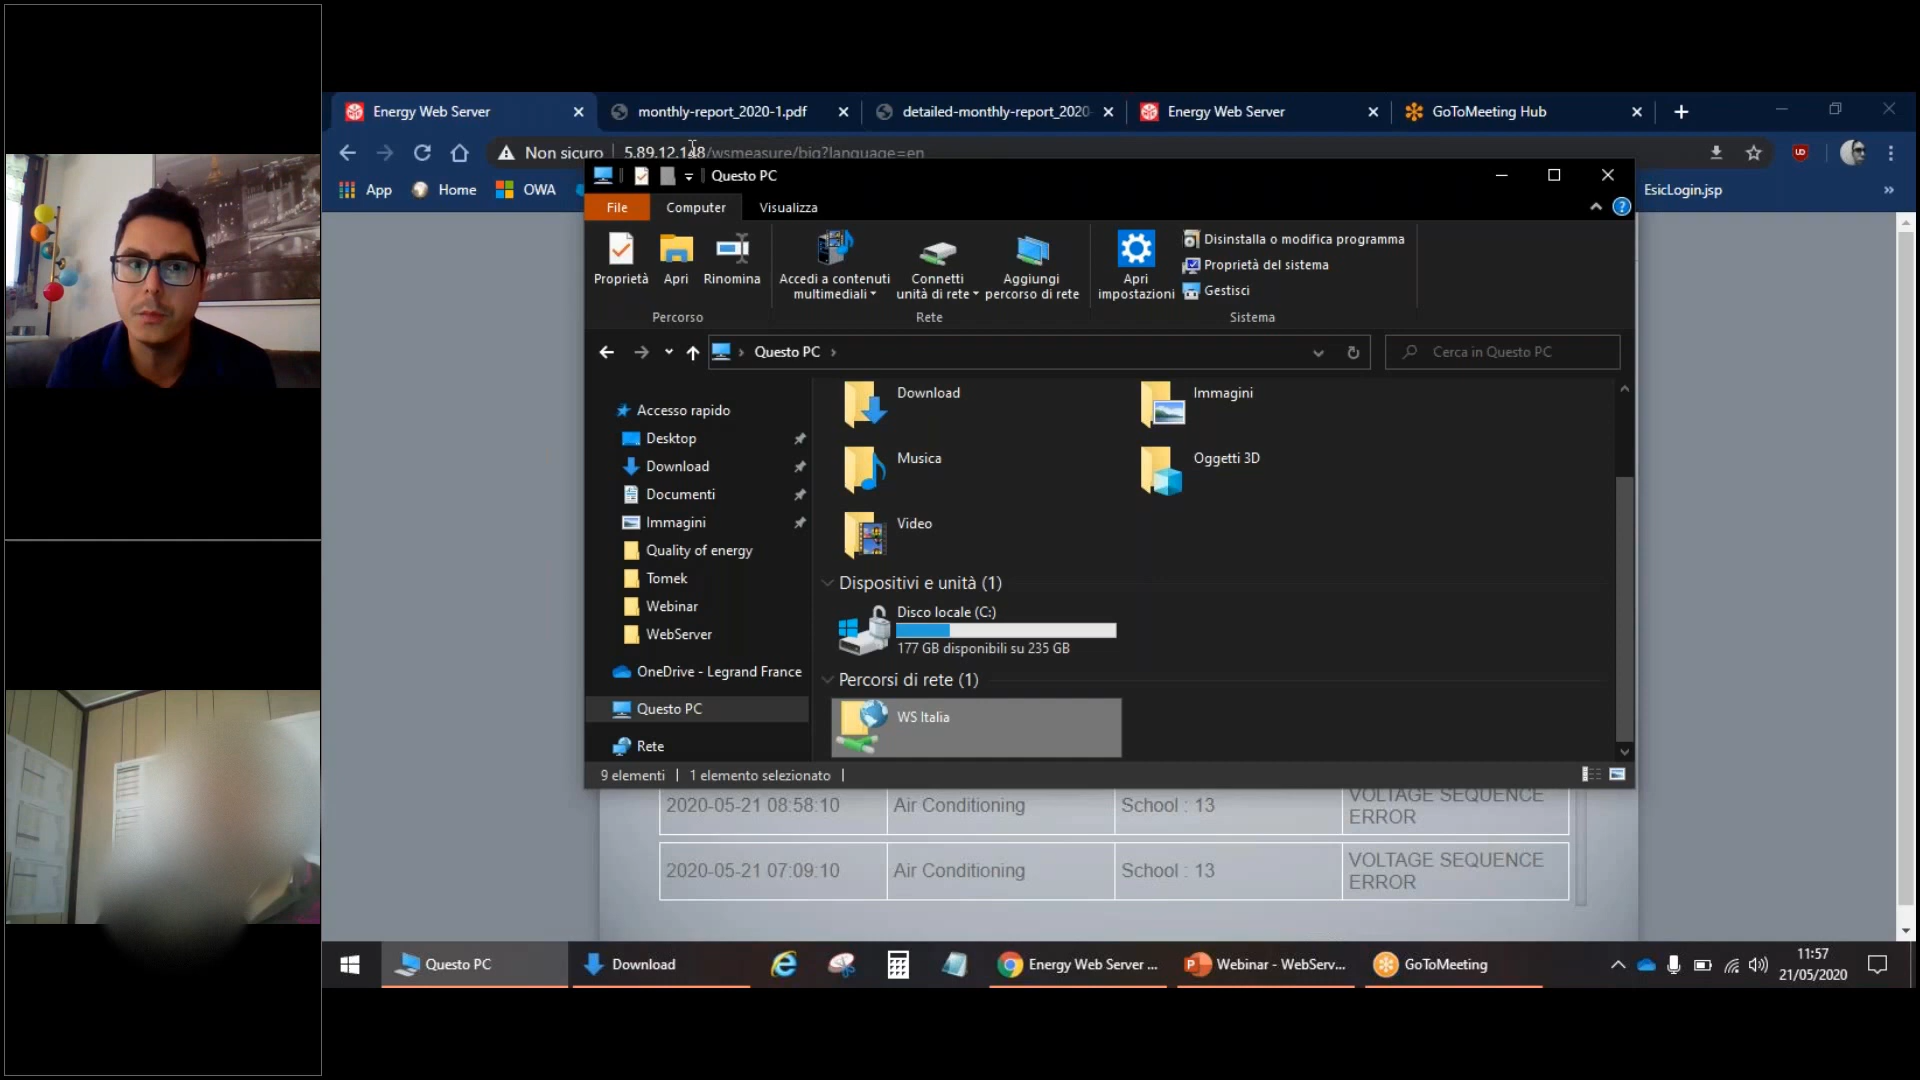 Energy Web Server
monthly-report_2020-1.pdf
detailed-monthly-report_2020-
Energy Web Server
GoToMeeting Hub
Non sicuro
5.89.12.148/wsmeasure/big?language=en
App
Home
OWA
EsicLogin.jsp
»
Questo PC
File
Computer
Visualizza
Proprietà
Apri
Rinomina
Accedi a contenuti
multimediali
Connetti
unità di rete
Aggiungi
percorso di rete
Apri
impostazioni
Disinstalla o modifica programma
Proprietà del sistema
Gestisci
Percorso
Rete
Sistema
Questo PC
Cerca in Questo PC
Accesso rapido
Desktop
Download
Documenti
Immagini
Quality of energy
Tomek
Webinar
WebServer
OneDrive - Legrand France
Questo PC
Rete
Download
Immagini
Musica
Oggetti 3D
Video
Dispositivi e unità (1)
Disco locale (C:)
177 GB disponibili su 235 GB
Percorsi di rete (1)
WS Italia
9 elementi
1 elemento selezionato
2020-05-21 08:58:10
Air Conditioning
School : 13
VOLTAGE SEQUENCE
ERROR
2020-05-21 07:09:10
Air Conditioning
School : 13
VOLTAGE SEQUENCE
ERROR
Questo PC
Download
Energy Web Server ...
Webinar - WebServ...
GoToMeeting
11:57
21/05/2020